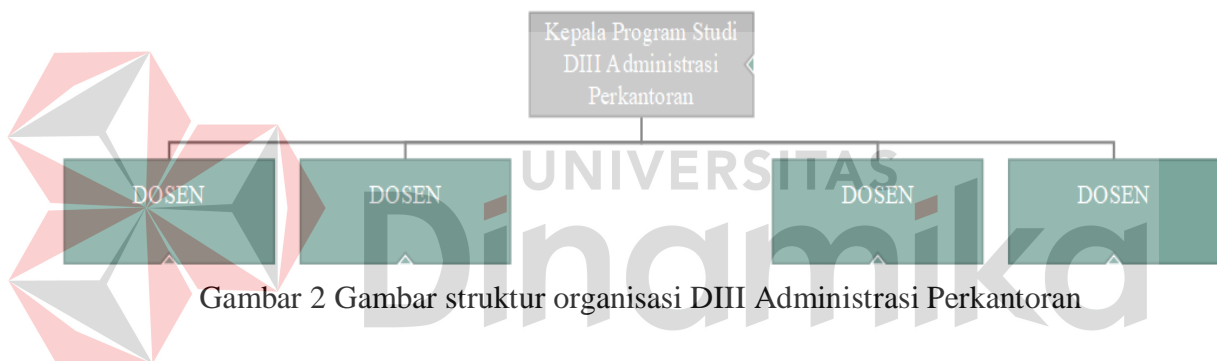 Kepala Program Studi
DIII Administrasi
Perkantoran
UNIVERSITAS
Dinamika
DOSEN
DOSEN
DOSEN
DOSEN
Gambar 2 Gambar struktur organisasi DIII Administrasi Perkantoran